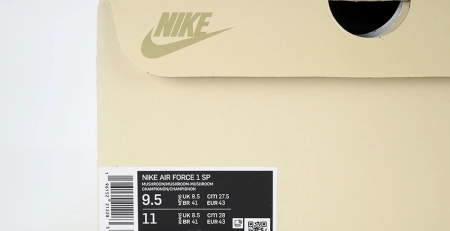 NIKE
NIKE AIR FORCE 1 SP
MUSHROOM/MUSHROOM-MUSHROOM
CHAMPIGNON/CHAMPIGNON
9.5 UK 8.5 cm 27.5
BR 41 EUR 43
11 UK 8.5 cm 28
BR 41 EUR 43